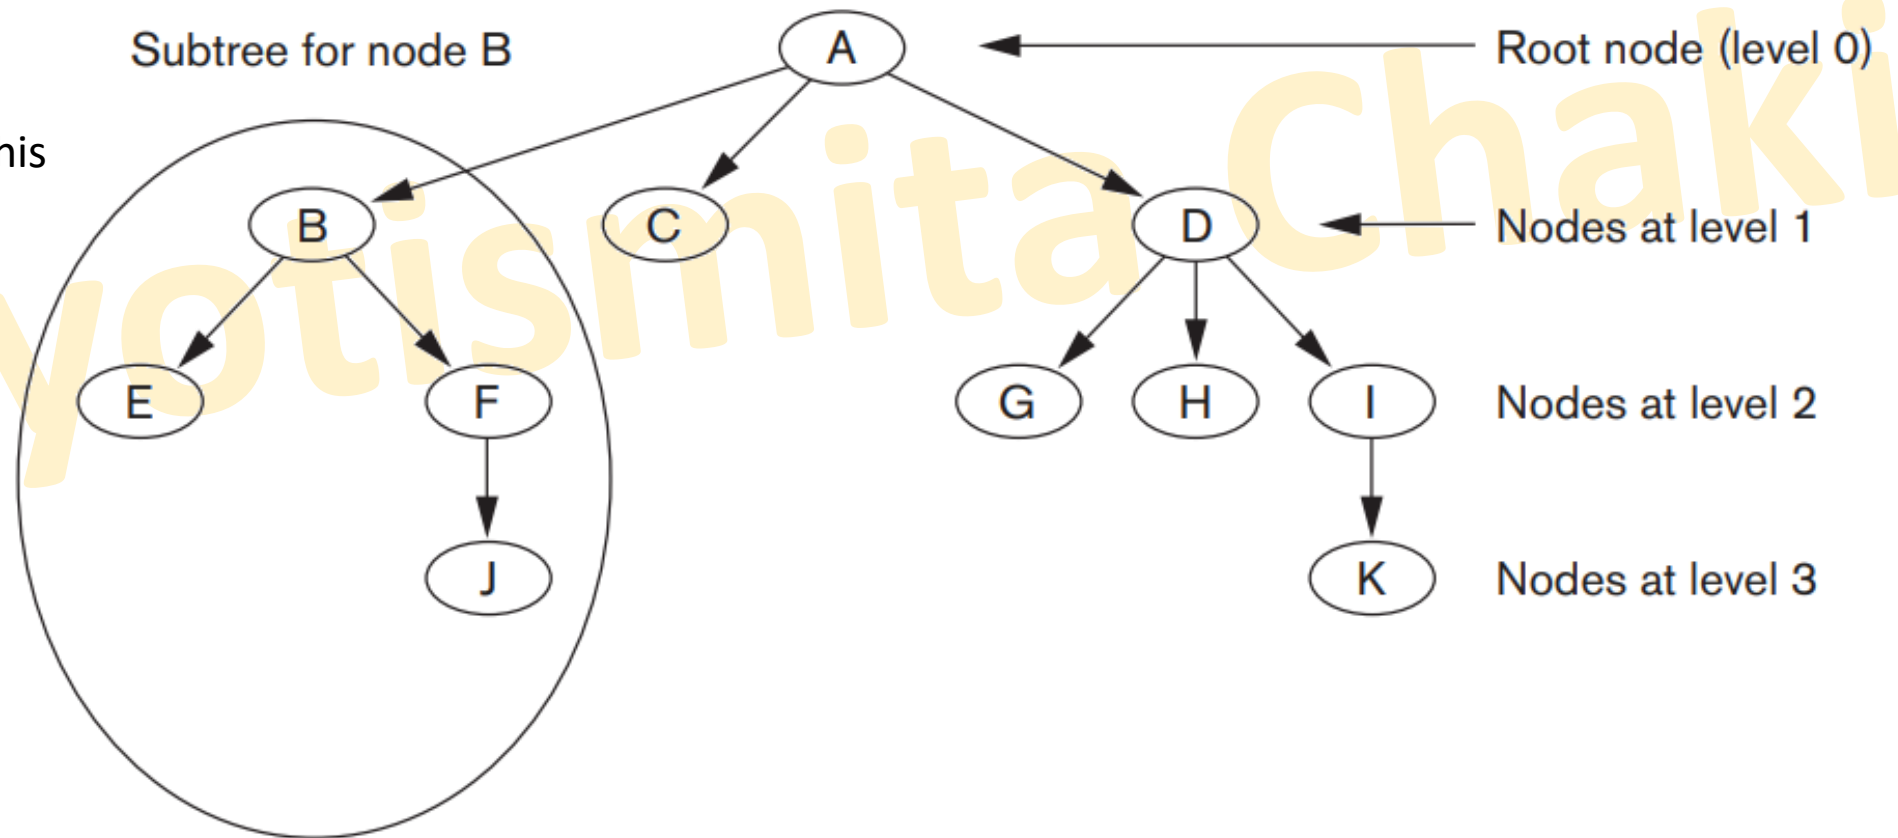 Subtree for node B
A
Root node (level 0)
his
B
C
D
Nodes at level 1
E
F
G
H
I
Nodes at level 2
J
K
Nodes at level 3
yotismita Chaki